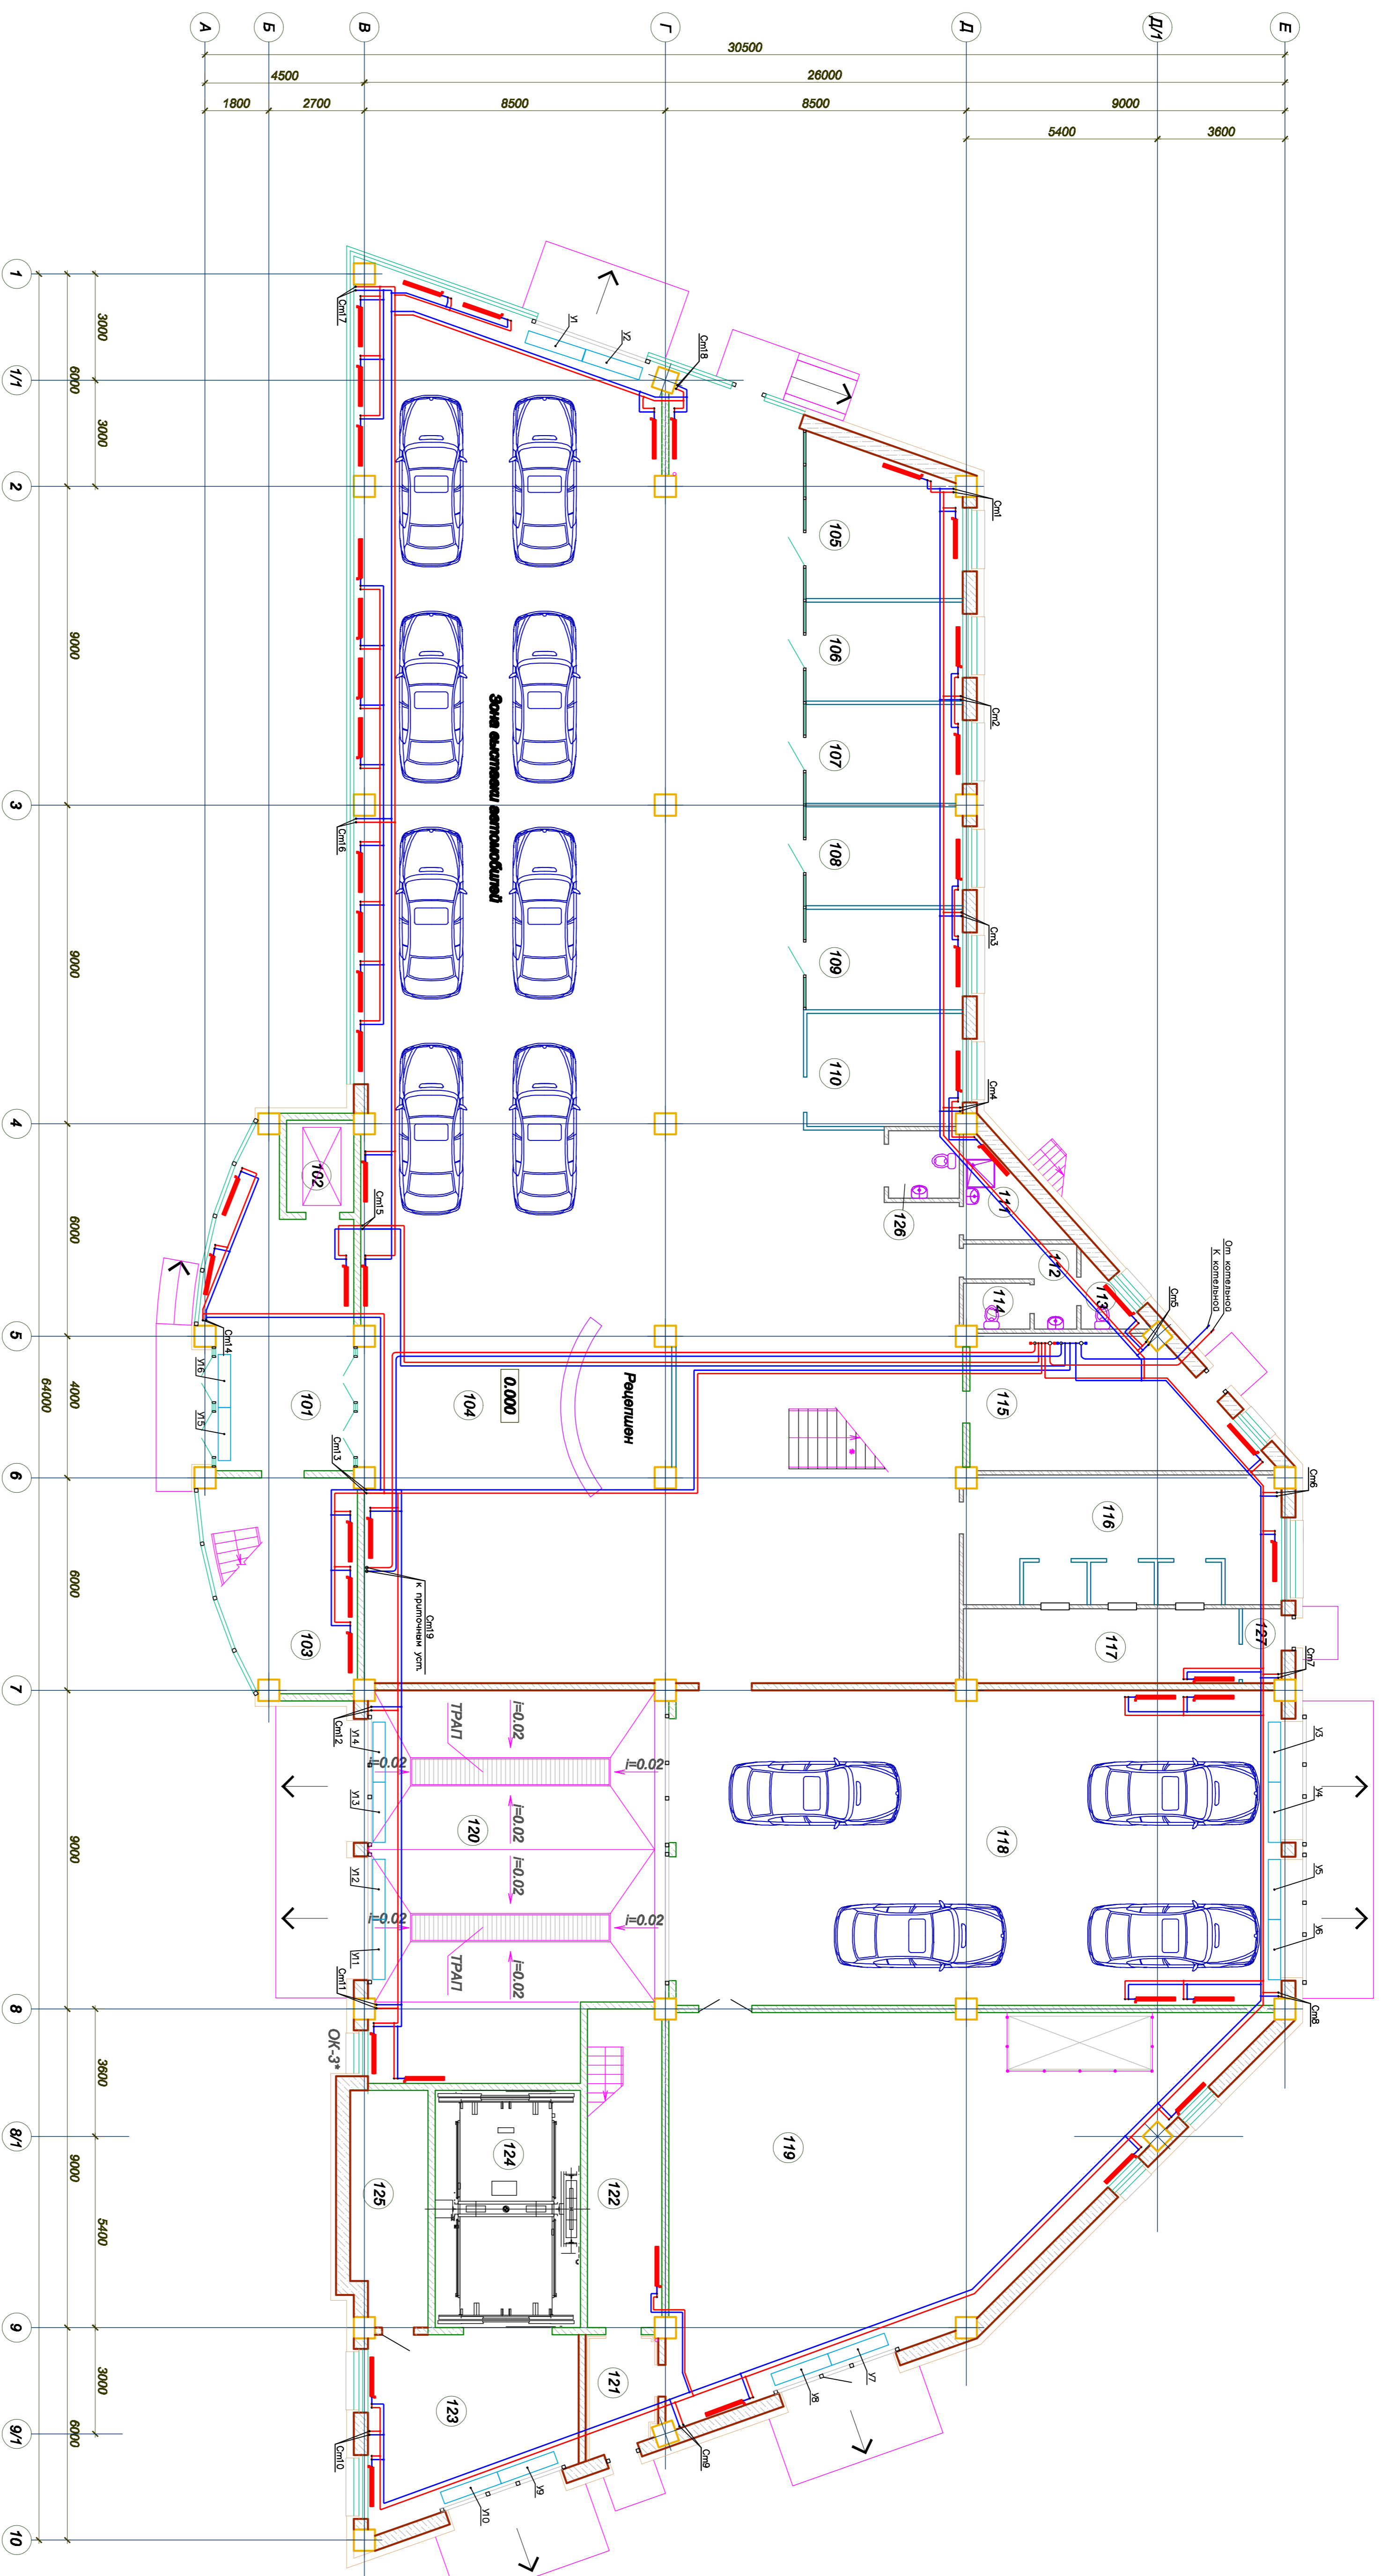 А
Б
В
Г
Д
Д/1
Е
30500
4500
26000
1800
2700
8500
8500
9000
5400
3600
1
1/1
2
3
4
5
6
7
8
8/1
9
9/1
10
3000
3000
6000
9000
9000
6000
4000
6000
9000
3600
5400
9000
3000
6000
64000
Ст17
У1
У2
Ст18
Ст1
105
106
Ст2
107
Зона выставки автомобилей
Ст16
108
Ст3
109
110
Ст4
102
Ст15
126
111
112
113
114
От котельной
К котельной
Ст5
Ст14
У16
У15
101
104
0.000
Рецепшен
115
Ст13
Ст6
116
Ст19
к приточным уст.
103
117
127
Ст7
Ст12
У14
У13
У12
У11
Ст11
ТРАП
i=0.02
i=0.02
i=0.02
i=0.02
120
i=0.02
i=0.02
i=0.02
i=0.02
ТРАП
118
У3
У4
У5
У6
Ст8
ОК-3*
119
124
122
125
121
123
У7
У8
Ст9
Ст10
У9
У10